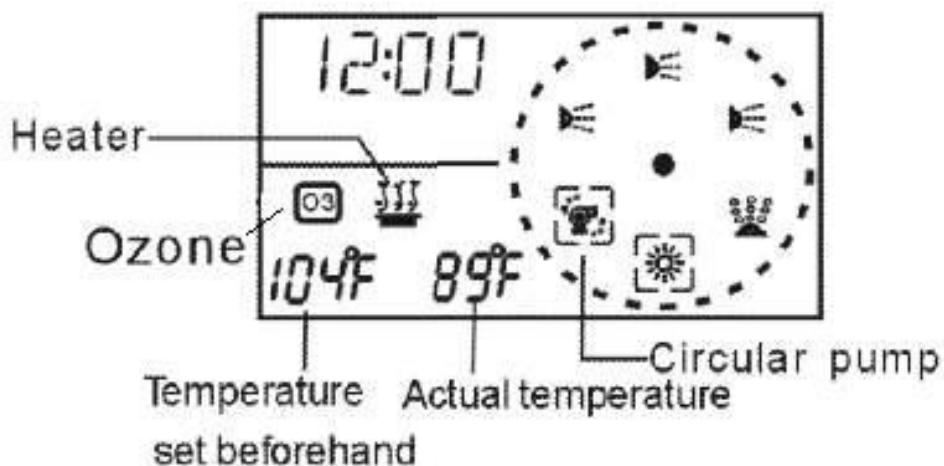 12:00
Heater
O3
Ozone
104°F 89°F
Circular pump
Temperature Actual temperature
set beforehand